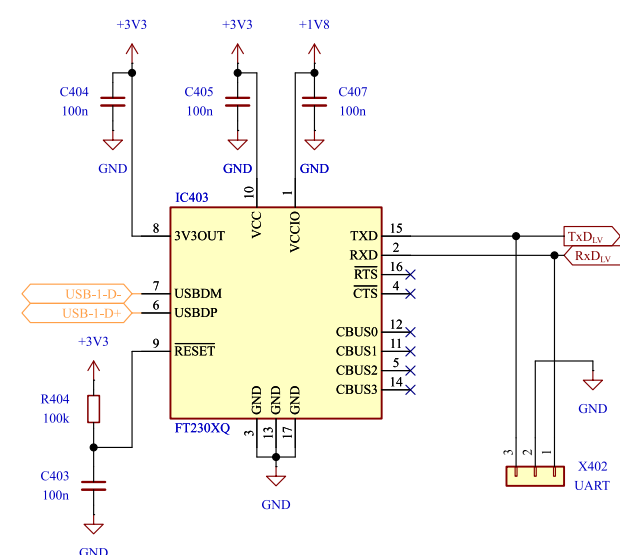 +3V3
+3V3
+1V8
C404
100n
C405
100n
C407
100n
GND
GND
GND
IC403
10
1
VCC
VCCIO
8
3V3OUT
TXD
15
TxDLV
RXD
2
RxDLV
RTS
16
USB-1-D-
7
USBDM
CTS
4
USB-1-D+
6
USBDP
CBUS0
12
+3V3
9
RESET
CBUS1
11
CBUS2
5
CBUS3
14
R404
100k
GND
GND
GND
GND
FT230XQ
3
13
17
3
2
1
C403
100n
X402
UART
GND
GND